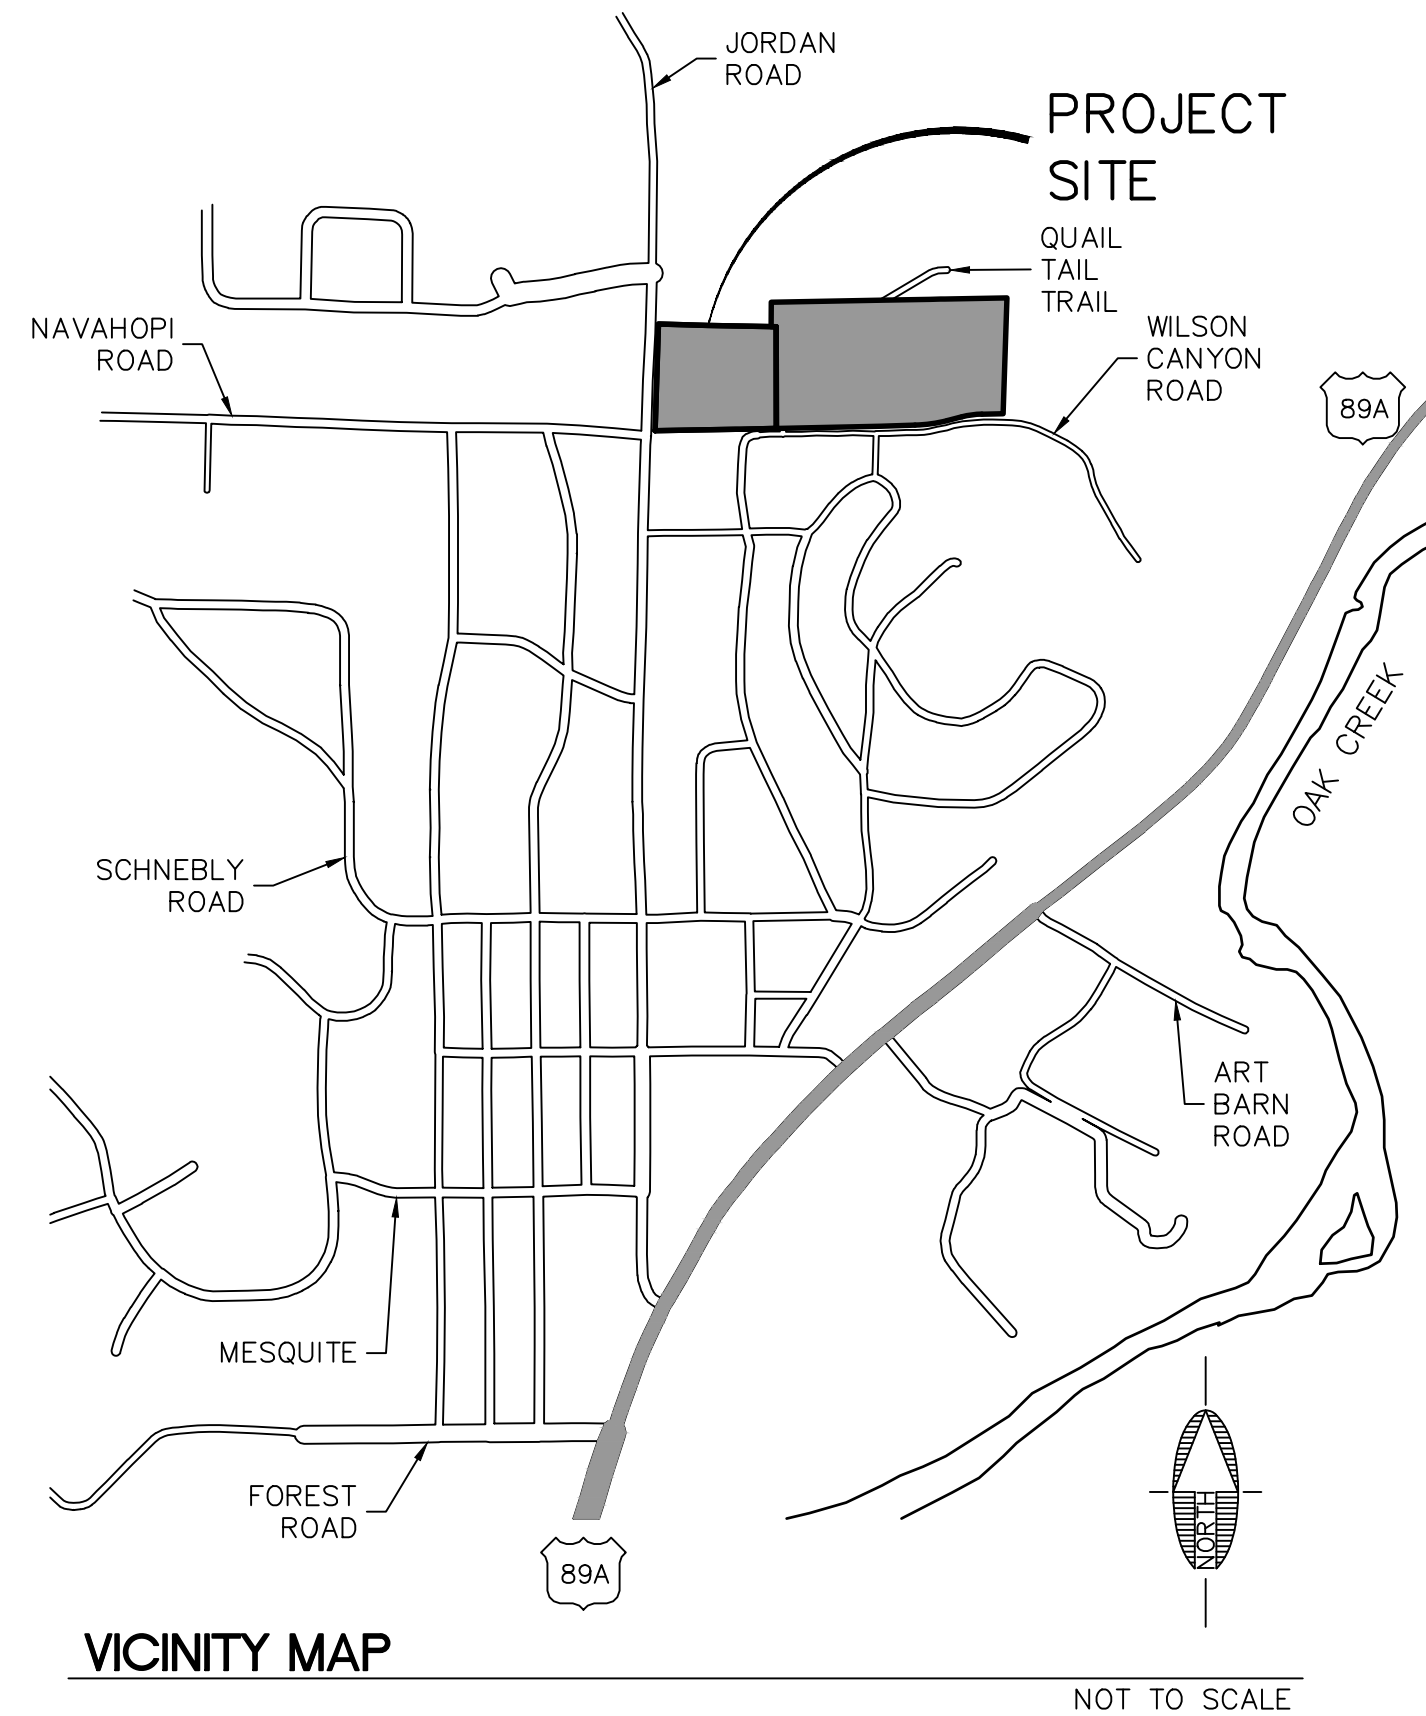 JORDAN
ROAD
PROJECT
SITE
QUAIL
TAIL
TRAIL
NAVAHOPI
ROAD
WILSON
CANYON
ROAD
89A
OAK CREEK
SCHNEBLY
ROAD
ART
BARN
ROAD
MESQUITE
FOREST
ROAD
NORTH
89A
VICINITY MAP
NOT TO SCALE